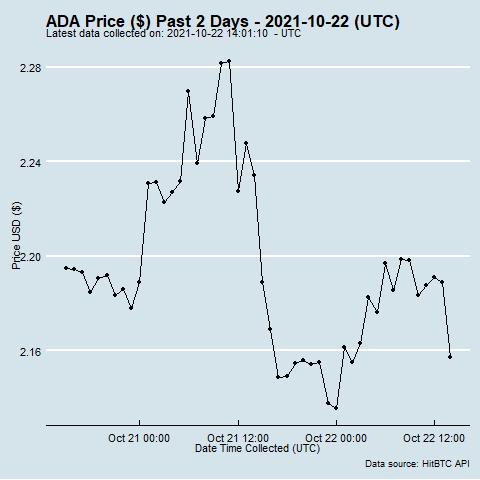 ADA Price ($) Past 2 Days - 2021-10-22 (UTC)
Latest data collected on: 2021-10-22 14:01:10  - UTC
2.28
2.24
2.20
2.16
Price USD ($)
Oct 21 00:00
Oct 21 12:00
Oct 22 00:00
Oct 22 12:00
Date Time Collected (UTC)
Data source: HitBTC API